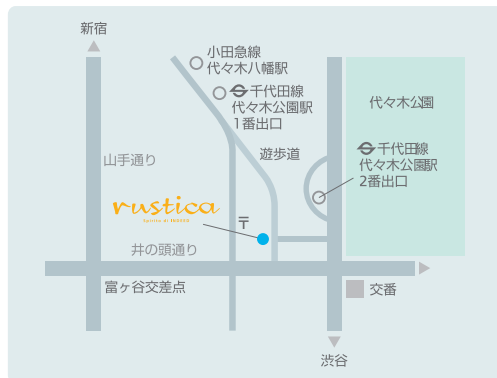 新宿
小田急線
代々木八幡駅
千代田線
代々木公園駅
1番出口
代々木公園
遊歩道
千代田線
代々木公園駅
2番出口
山手通り
rustica
〒
井の頭通り
富ヶ谷交差点
交番
渋谷